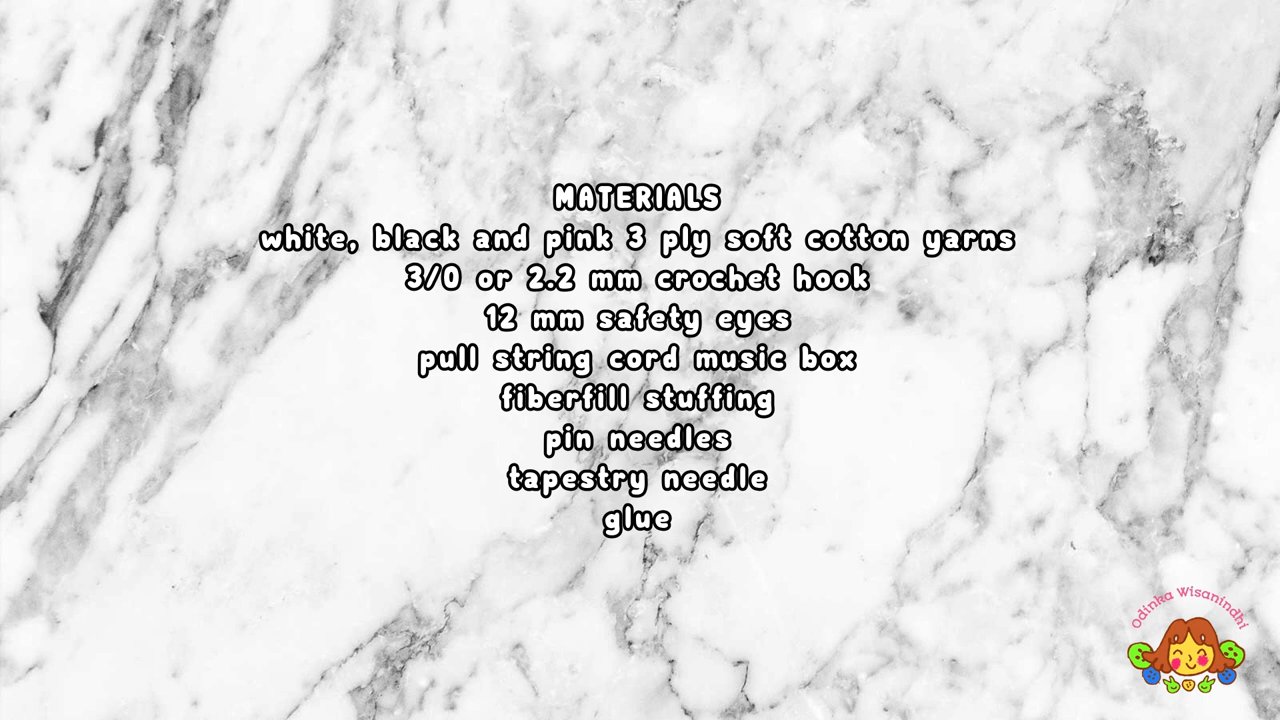 MATERIALS
white, black and pink 3 ply soft cotton yarns
3/0 or 2.2 mm crochet hook
12 mm safety eyes
pull string cord music box
fiberfill stuffing
pin needles
tapestry needle
glue
Odinka Wisanindhi